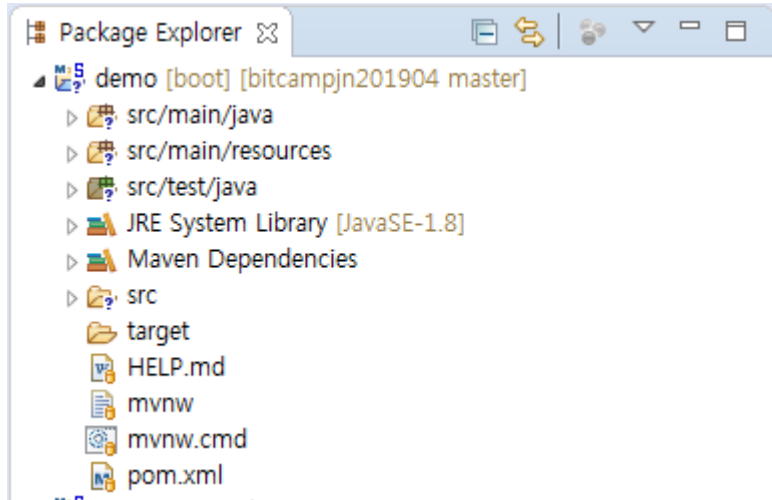 Package Explorer
demo [boot] [bitcampjn201904 master]
src/main/java
src/main/resources
src/test/java
JRE System Library [JavaSE-1.8]
Maven Dependencies
src
target
HELP.md
mvnw
mvnw.cmd
pom.xml